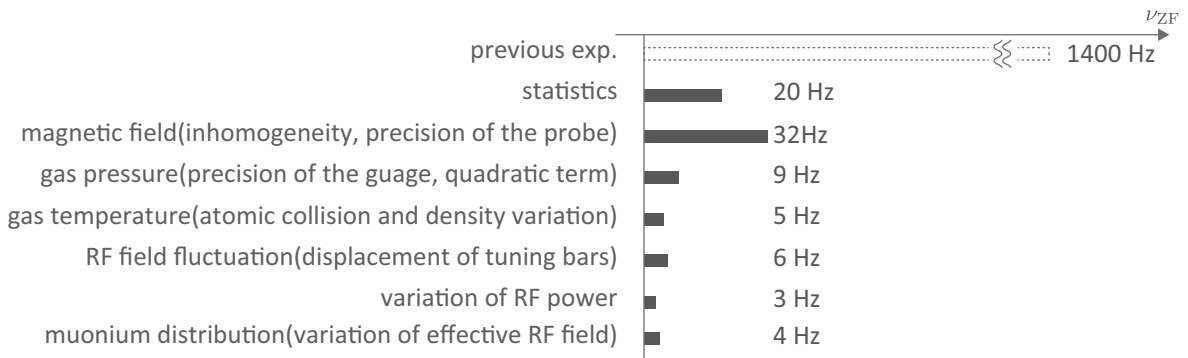 ν_ZF
previous exp. 1400 Hz
statistics 20 Hz
magnetic field(inhomogeneity, precision of the probe) 32Hz
gas pressure(precision of the guage, quadratic term) 9 Hz
gas temperature(atomic collision and density variation) 5 Hz
RF field fluctuation(displacement of tuning bars) 6 Hz
variation of RF power 3 Hz
muonium distribution(variation of effective RF field) 4 Hz